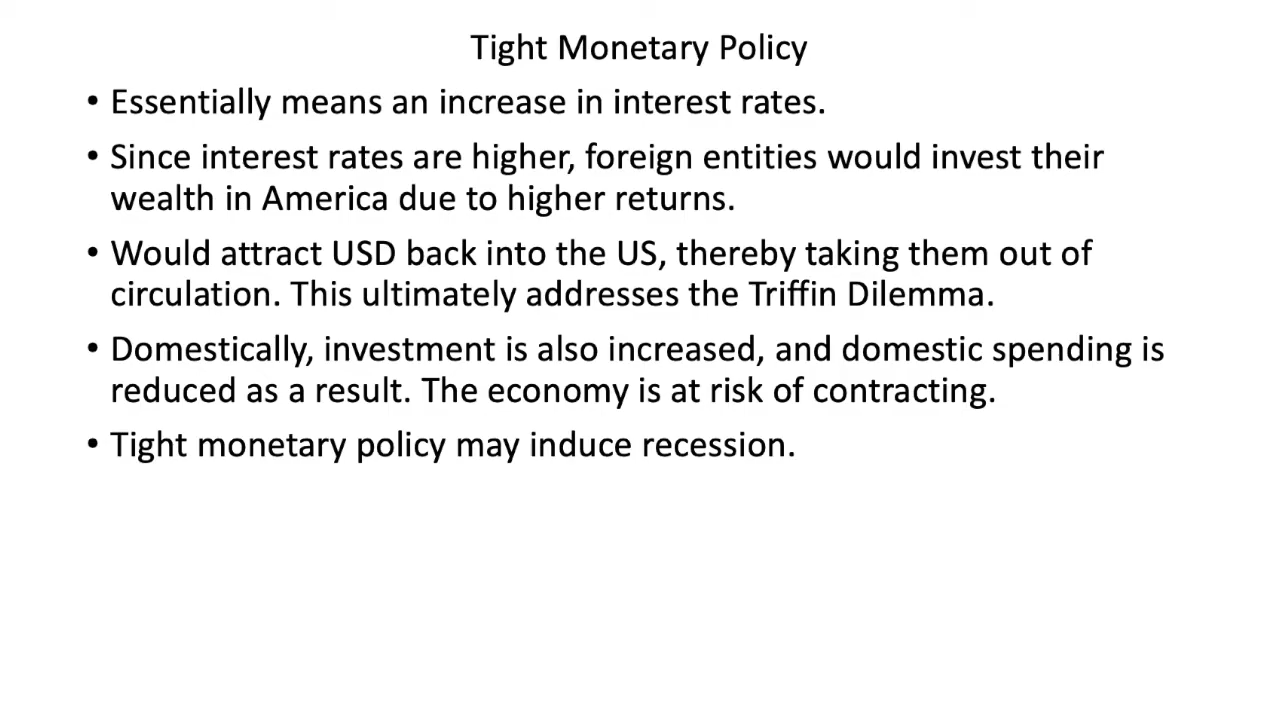 Tight Monetary Policy
• Essentially means an increase in interest rates.
• Since interest rates are higher, foreign entities would invest their
wealth in America due to higher returns.
• Would attract USD back into the US, thereby taking them out of
circulation. This ultimately addresses the Triffin Dilemma.
• Domestically, investment is also increased, and domestic spending is
reduced as a result. The economy is at risk of contracting.
• Tight monetary policy may induce recession.